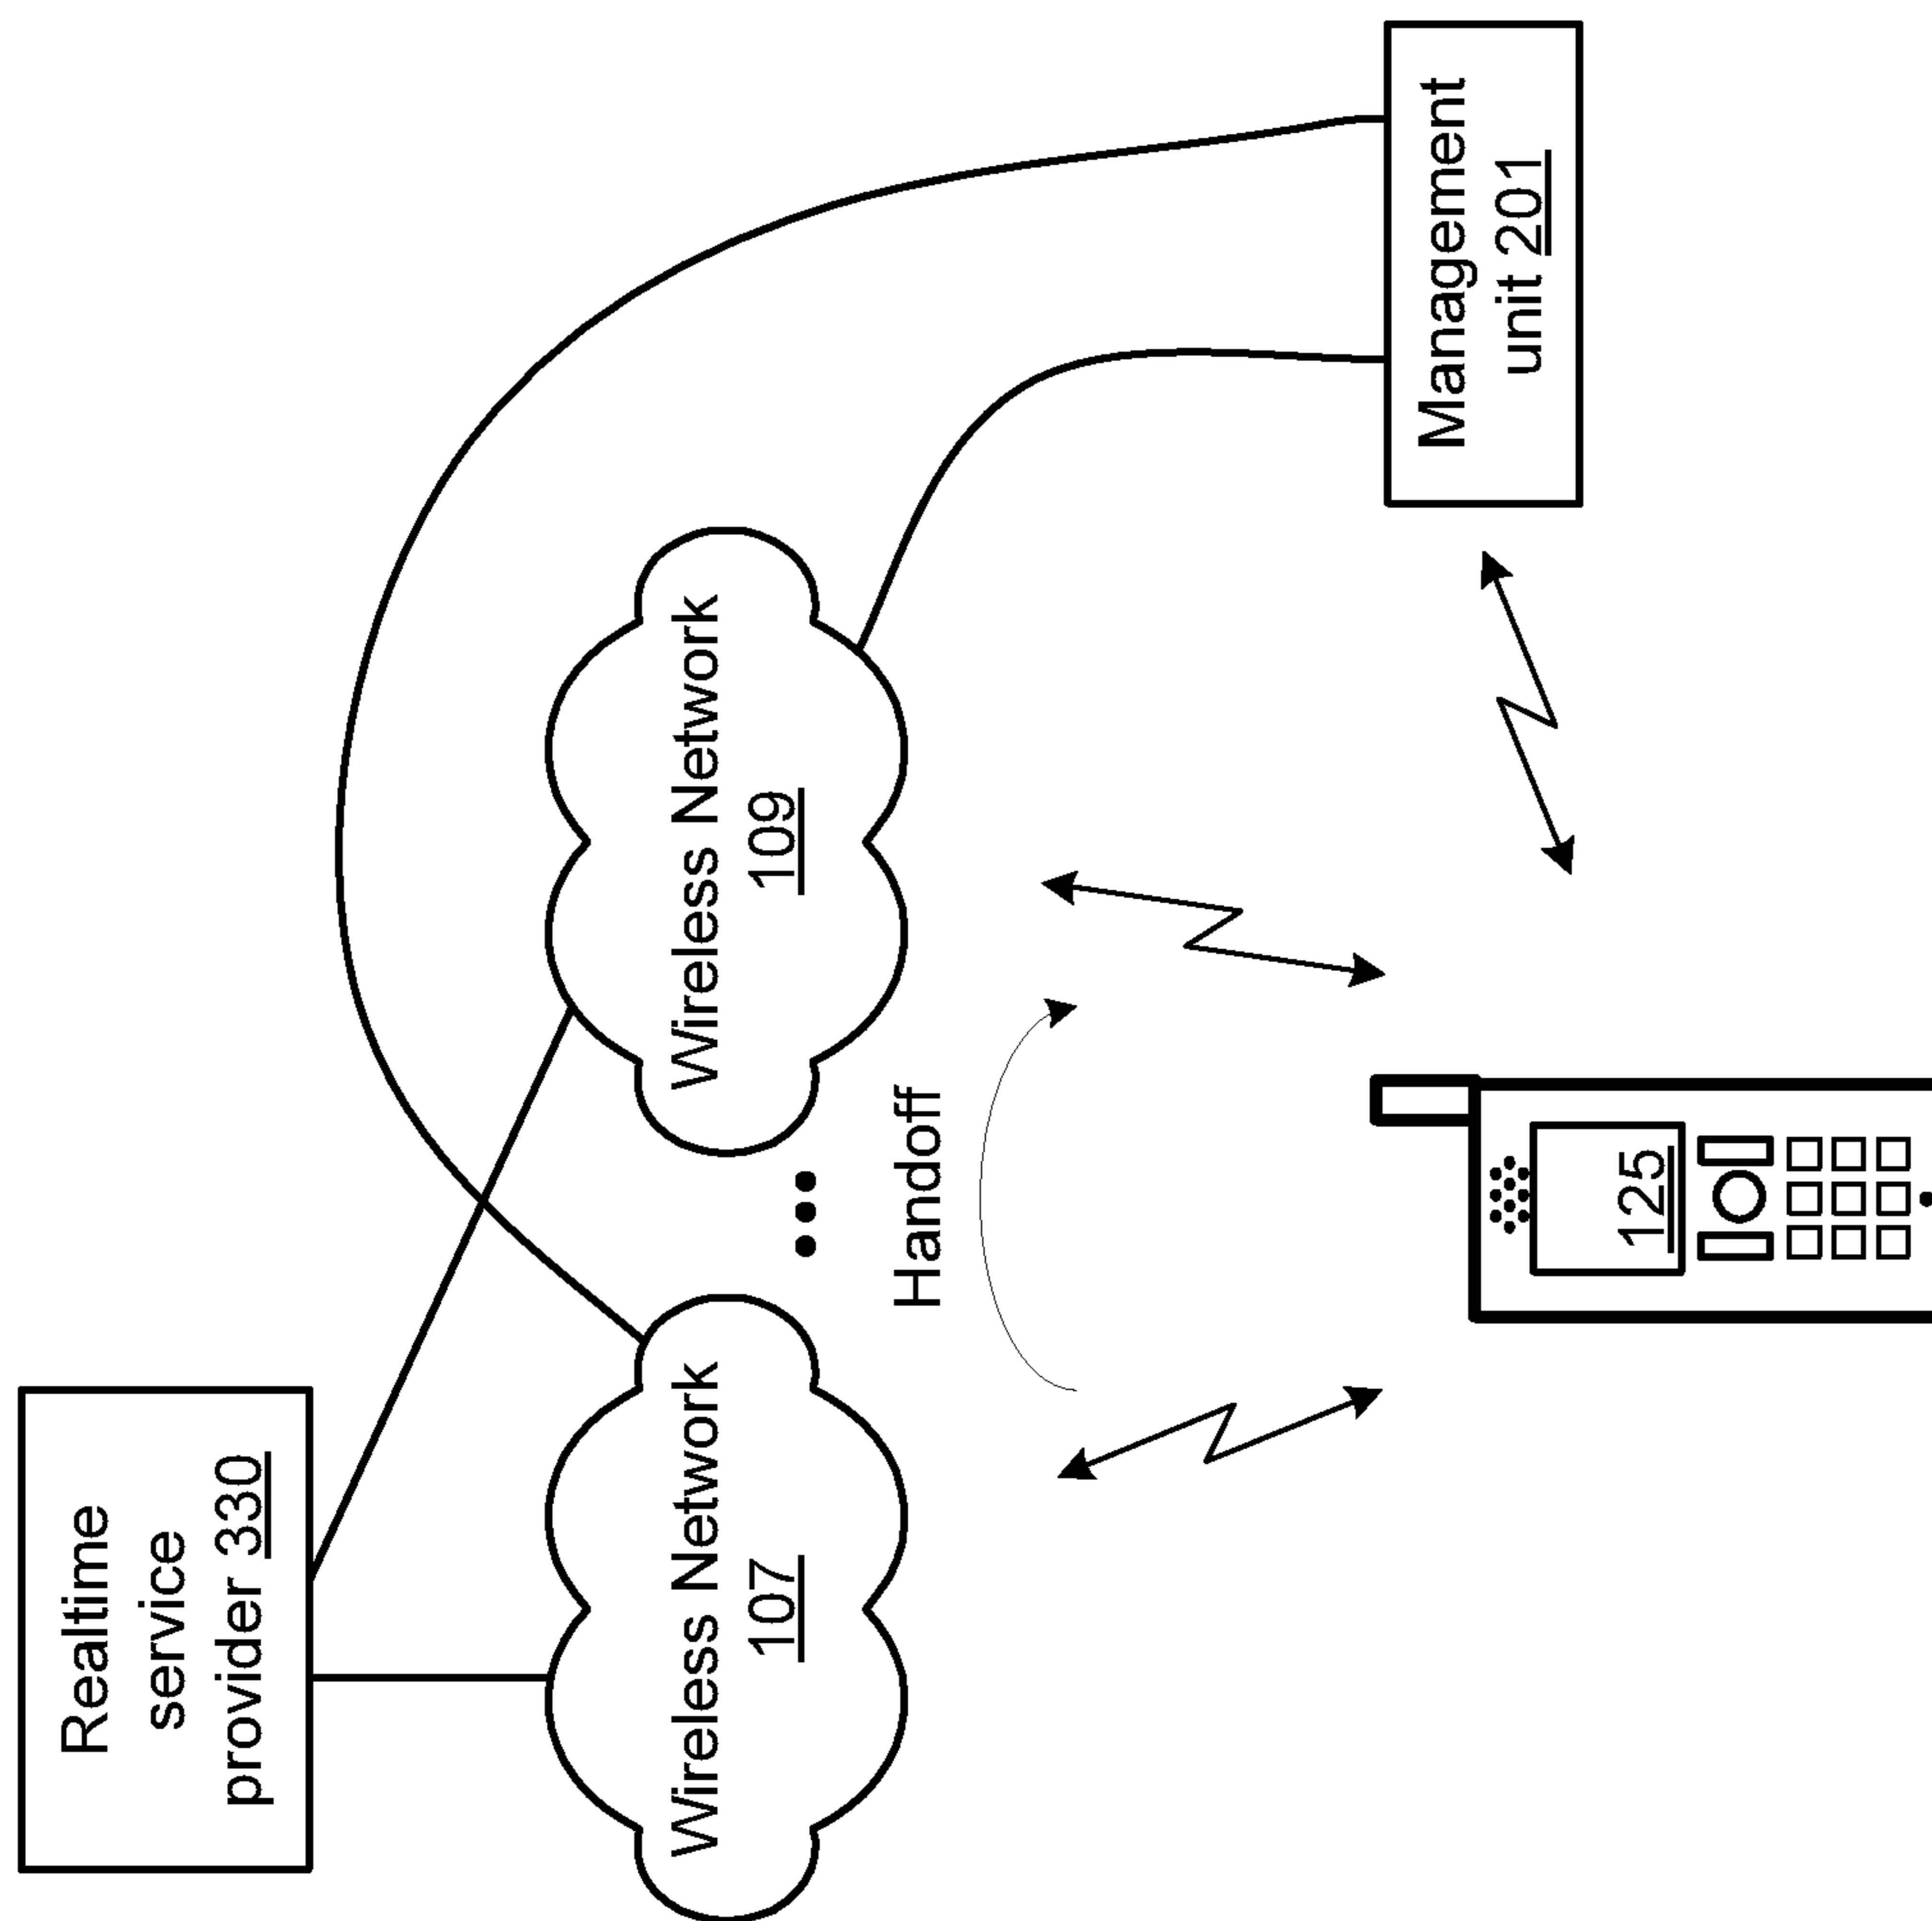 Realtime
service
provider 330
Wireless Network
107
Wireless Network
109
Handoff
Management
unit 201
125